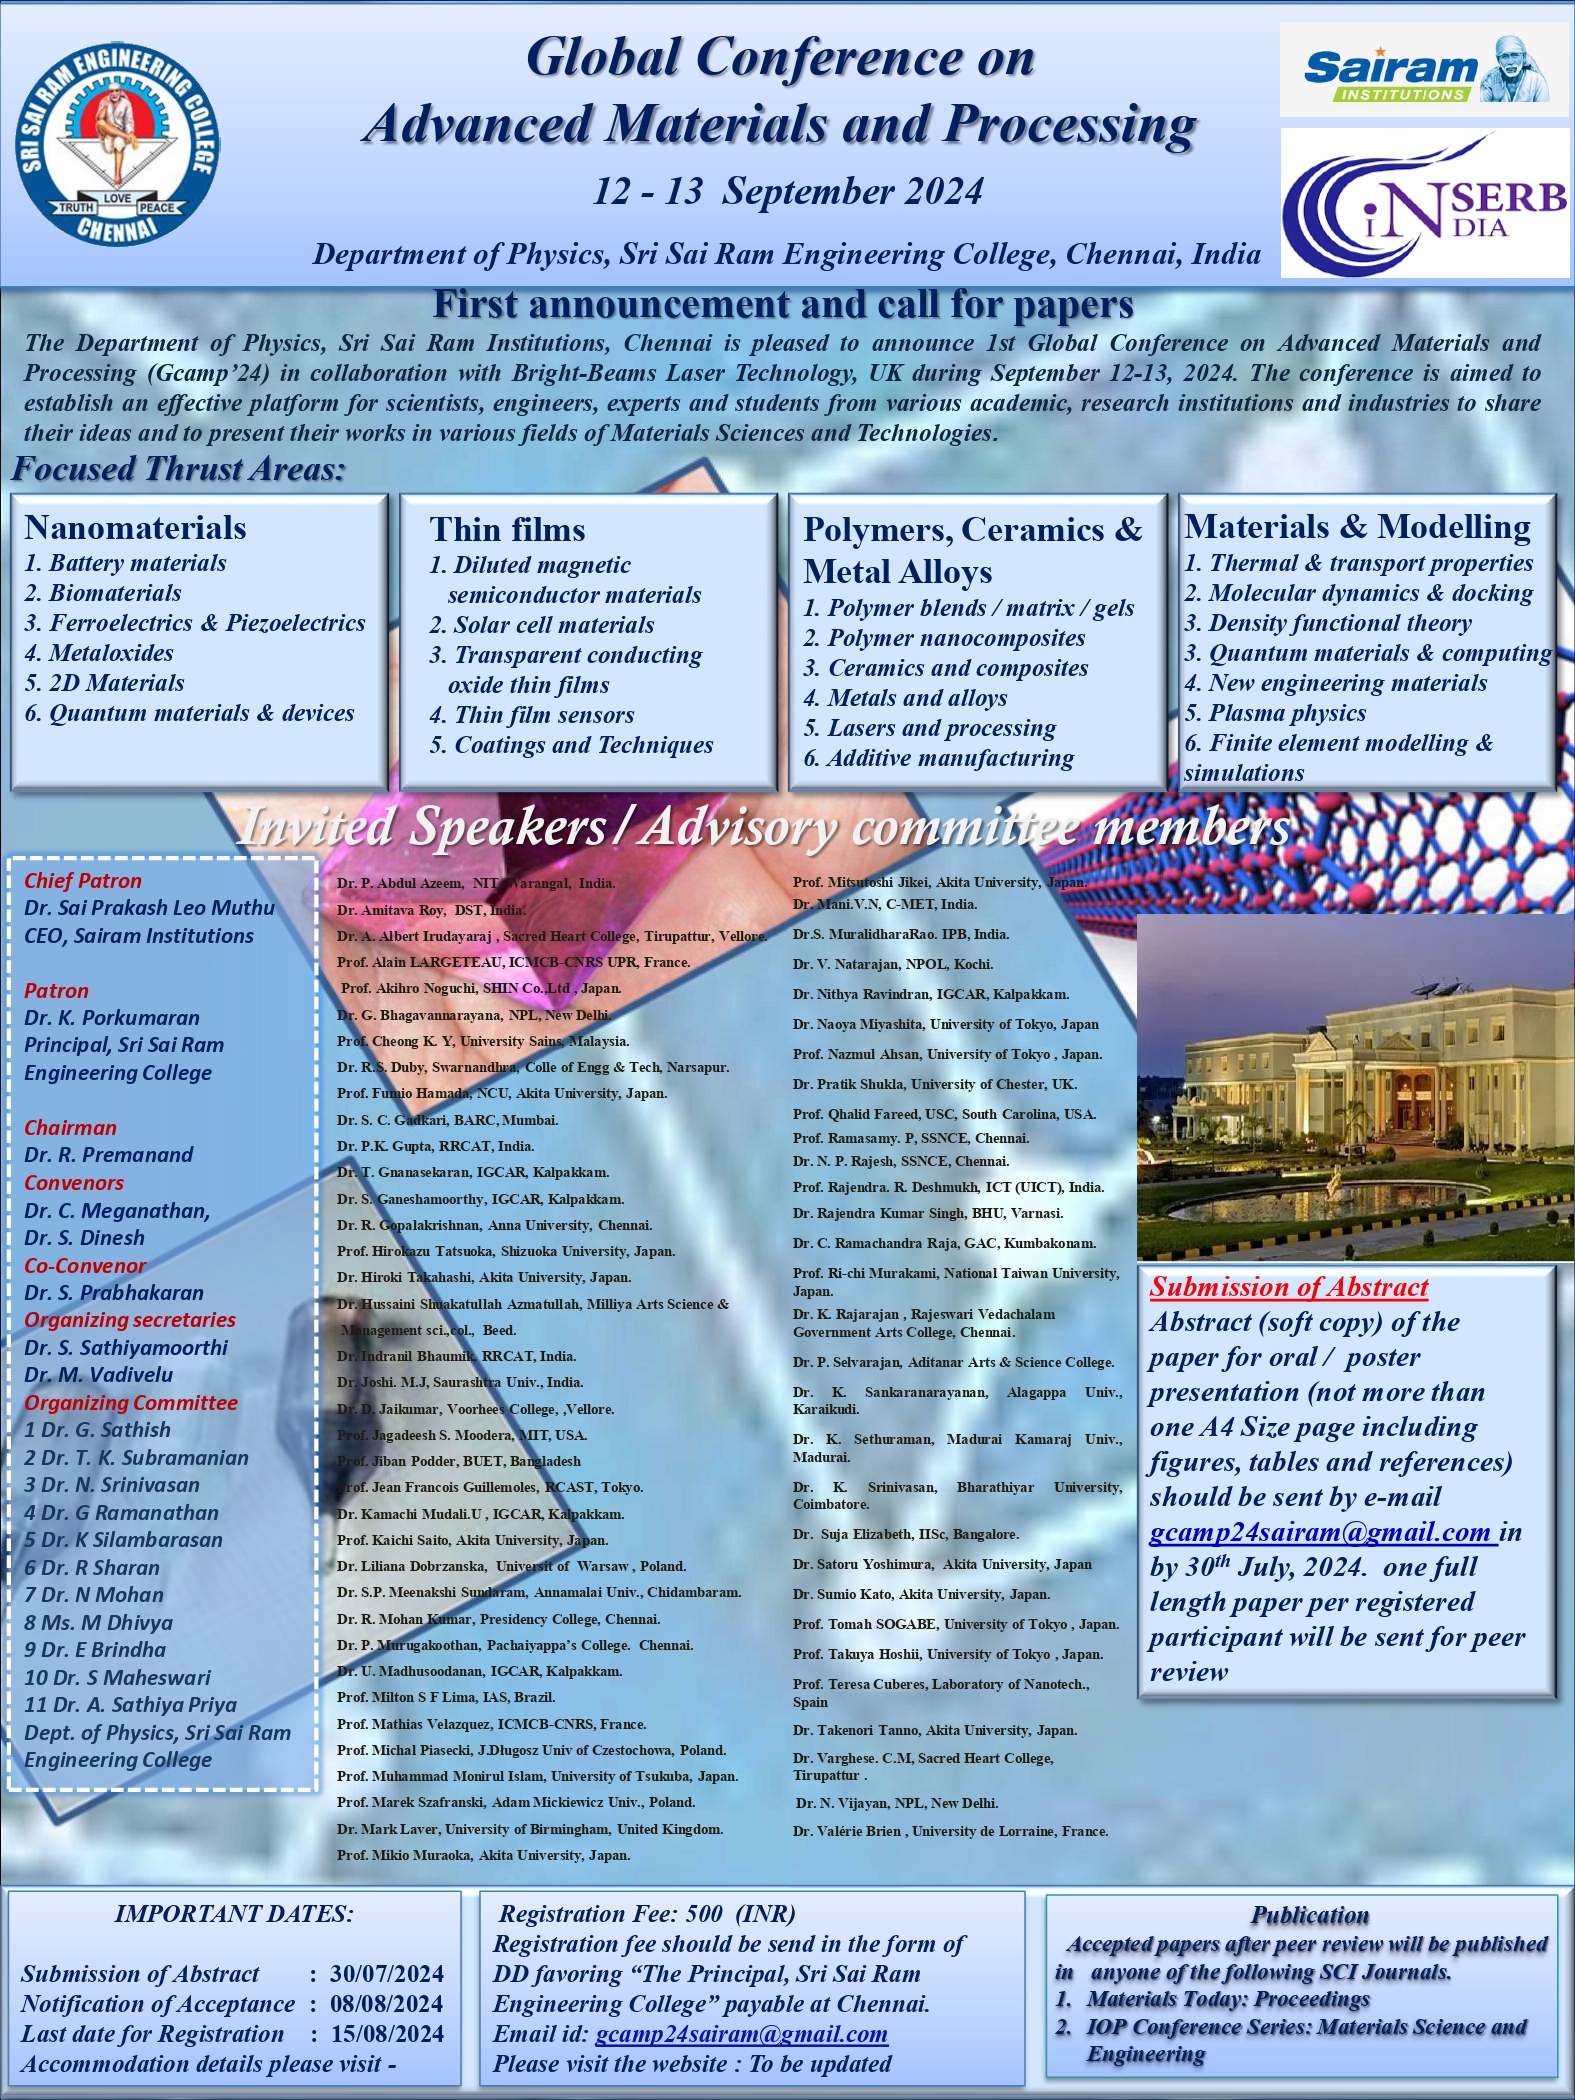 SRI SAI RAM ENGINEERING COLLEGE
TRUTH LOVE PEACE
CHENNAI
Global Conference on
Advanced Materials and Processing
12 - 13 September 2024
Department of Physics, Sri Sai Ram Engineering College, Chennai, India
Sairam
INSTITUTIONS
iN SERB
DIA
First announcement and call for papers
The Department of Physics, Sri Sai Ram Institutions, Chennai is pleased to announce 1st Global Conference on Advanced Materials and
Processing (Gcamp’24) in collaboration with Bright-Beams Laser Technology, UK during September 12-13, 2024. The conference is aimed to
establish an effective platform for scientists, engineers, experts and students from various academic, research institutions and industries to share
their ideas and to present their works in various fields of Materials Sciences and Technologies.
Focused Thrust Areas:
Nanomaterials
1. Battery materials
2. Biomaterials
3. Ferroelectrics & Piezoelectrics
4. Metaloxides
5. 2D Materials
6. Quantum materials & devices
Thin films
1. Diluted magnetic
semiconductor materials
2. Solar cell materials
3. Transparent conducting
oxide thin films
4. Thin film sensors
5. Coatings and Techniques
Polymers, Ceramics &
Metal Alloys
1. Polymer blends / matrix / gels
2. Polymer nanocomposites
3. Ceramics and composites
4. Metals and alloys
5. Lasers and processing
6. Additive manufacturing
Materials & Modelling
1. Thermal & transport properties
2. Molecular dynamics & docking
3. Density functional theory
3. Quantum materials & computing
4. New engineering materials
5. Plasma physics
6. Finite element modelling &
simulations
Invited Speakers / Advisory committee members
Chief Patron
Dr. Sai Prakash Leo Muthu
CEO, Sairam Institutions
Patron
Dr. K. Porkumaran
Principal, Sri Sai Ram
Engineering College
Chairman
Dr. R. Premanand
Convenors
Dr. C. Meganathan,
Dr. S. Dinesh
Co-Convenor
Dr. S. Prabhakaran
Organizing secretaries
Dr. S. Sathiyamoorthi
Dr. M. Vadivelu
Organizing Committee
1 Dr. G. Sathish
2 Dr. T. K. Subramanian
3 Dr. N. Srinivasan
4 Dr. G Ramanathan
5 Dr. K Silambarasan
6 Dr. R Sharan
7 Dr. N Mohan
8 Ms. M Dhivya
9 Dr. E Brindha
10 Dr. S Maheswari
11 Dr. A. Sathiya Priya
Dept. of Physics, Sri Sai Ram
Engineering College
Dr. P. Abdul Azeem, NIT Warangal, India.
Dr. Amitava Roy, DST, India.
Dr. A. Albert Irudayaraj , Sacred Heart College, Tirupattur, Vellore.
Prof. Alain LARGETEAU, ICMCB-CNRS UPR, France.
Prof. Akihro Noguchi, SHIN Co.,Ltd , Japan.
Dr. G. Bhagavannarayana, NPL, New Delhi.
Prof. Cheong K. Y, University Sains, Malaysia.
Dr. R.S. Duby, Swarnandhra, Colle of Engg & Tech, Narsapur.
Prof. Fumio Hamada, NCU, Akita University, Japan.
Dr. S. C. Gadkari, BARC, Mumbai.
Dr. P.K. Gupta, RRCAT, India.
Dr. T. Gnanasekaran, IGCAR, Kalpakkam.
Dr. S. Ganeshamoorthy, IGCAR, Kalpakkam.
Dr. R. Gopalakrishnan, Anna University, Chennai.
Prof. Hirokazu Tatsuoka, Shizuoka University, Japan.
Dr. Hiroki Takahashi, Akita University, Japan.
Dr. Hussaini Shuakatullah Azmatullah, Milliya Arts Science &
Management sci.,col., Beed.
Dr. Indranil Bhaumik, RRCAT, India.
Dr. Joshi. M.J, Saurashtra Univ., India.
Dr. D. Jaikumar, Voorhees College, ,Vellore.
Prof. Jagadeesh S. Moodera, MIT, USA.
Prof. Jiban Podder, BUET, Bangladesh
Prof. Jean Francois Guillemoles, RCAST, Tokyo.
Dr. Kamachi Mudali.U , IGCAR, Kalpakkam.
Prof. Kaichi Saito, Akita University, Japan.
Dr. Liliana Dobrzanska, Universit of Warsaw , Poland.
Dr. S.P. Meenakshi Sundaram, Annamalai Univ., Chidambaram.
Dr. R. Mohan Kumar, Presidency College, Chennai.
Dr. P. Murugakoothan, Pachaiyappa’s College. Chennai.
Dr. U. Madhusoodanan, IGCAR, Kalpakkam.
Prof. Milton S F Lima, IAS, Brazil.
Prof. Mathias Velazquez, ICMCB-CNRS, France.
Prof. Michal Piasecki, J.Długosz Univ of Czestochowa, Poland.
Prof. Muhammad Monirul Islam, University of Tsukuba, Japan.
Prof. Marek Szafranski, Adam Mickiewicz Univ., Poland.
Dr. Mark Laver, University of Birmingham, United Kingdom.
Prof. Mikio Muraoka, Akita University, Japan.
Prof. Mitsutoshi Jikei, Akita University, Japan.
Dr. Mani.V.N, C-MET, India.
Dr.S. MuralidharaRao. IPB, India.
Dr. V. Natarajan, NPOL, Kochi.
Dr. Nithya Ravindran, IGCAR, Kalpakkam.
Dr. Naoya Miyashita, University of Tokyo, Japan
Prof. Nazmul Ahsan, University of Tokyo , Japan.
Dr. Pratik Shukla, University of Chester, UK.
Prof. Qhalid Fareed, USC, South Carolina, USA.
Prof. Ramasamy. P, SSNCE, Chennai.
Dr. N. P. Rajesh, SSNCE, Chennai.
Prof. Rajendra. R. Deshmukh, ICT (UICT), India.
Dr. Rajendra Kumar Singh, BHU, Varnasi.
Dr. C. Ramachandra Raja, GAC, Kumbakonam.
Prof. Ri-chi Murakami, National Taiwan University,
Japan.
Dr. K. Rajarajan , Rajeswari Vedachalam
Government Arts College, Chennai.
Dr. P. Selvarajan, Aditanar Arts & Science College.
Dr. K. Sankaranarayanan, Alagappa Univ.,
Karaikudi.
Dr. K. Sethuraman, Madurai Kamaraj Univ.,
Madurai.
Dr. K. Srinivasan, Bharathiyar University,
Coimbatore.
Dr. Suja Elizabeth, IISc, Bangalore.
Dr. Satoru Yoshimura, Akita University, Japan
Dr. Sumio Kato, Akita University, Japan.
Prof. Tomah SOGABE, University of Tokyo , Japan.
Prof. Takuya Hoshii, University of Tokyo , Japan.
Prof. Teresa Cuberes, Laboratory of Nanotech.,
Spain
Dr. Takenori Tanno, Akita University, Japan.
Dr. Varghese. C.M, Sacred Heart College,
Tirupattur .
Dr. N. Vijayan, NPL, New Delhi.
Dr. Valérie Brien , University de Lorraine, France.
Submission of Abstract
Abstract (soft copy) of the
paper for oral / poster
presentation (not more than
one A4 Size page including
figures, tables and references)
should be sent by e-mail
gcamp24sairam@gmail.com in
by 30th July, 2024. one full
length paper per registered
participant will be sent for peer
review
IMPORTANT DATES:
Submission of Abstract : 30/07/2024
Notification of Acceptance : 08/08/2024
Last date for Registration : 15/08/2024
Accommodation details please visit -
Registration Fee: 500 (INR)
Registration fee should be send in the form of
DD favoring “The Principal, Sri Sai Ram
Engineering College” payable at Chennai.
Email id: gcamp24sairam@gmail.com
Please visit the website : To be updated
Publication
Accepted papers after peer review will be published
in anyone of the following SCI Journals.
1. Materials Today: Proceedings
2. IOP Conference Series: Materials Science and
Engineering